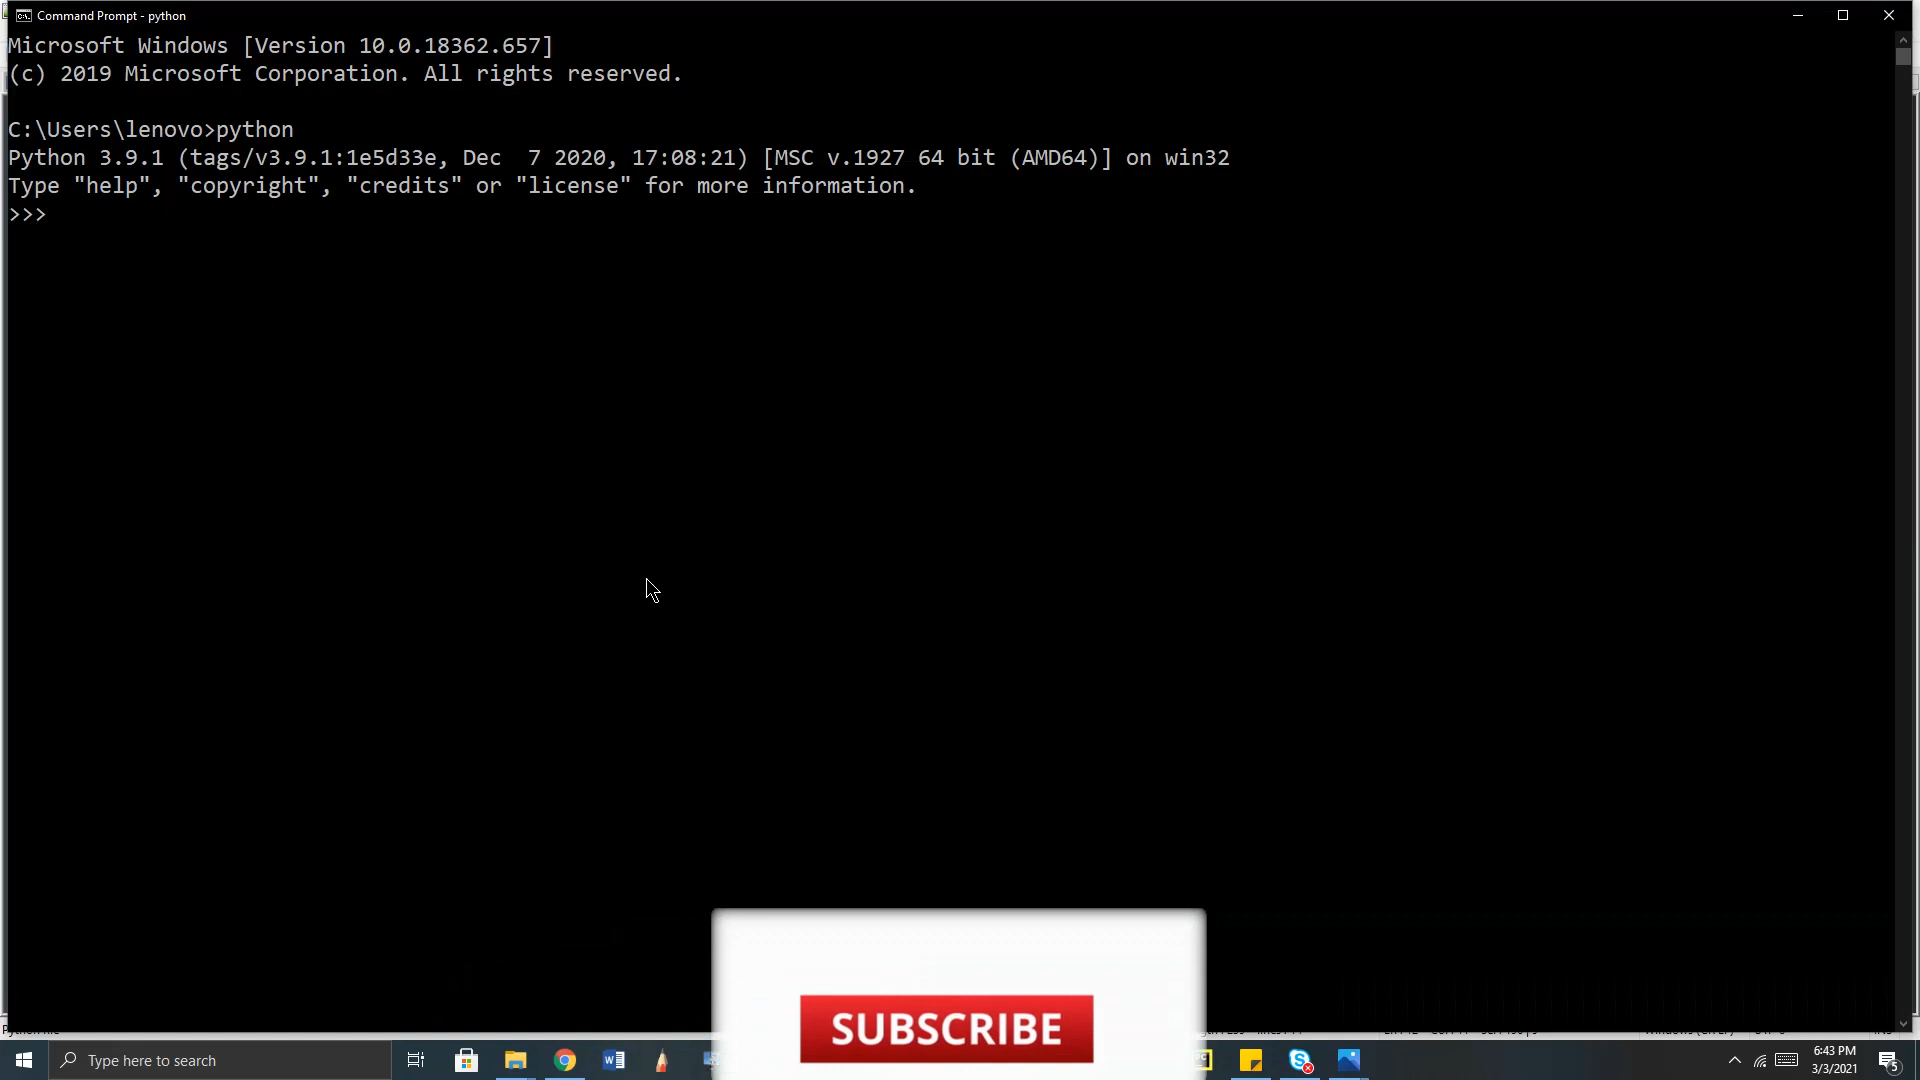 Command Prompt - python
Microsoft Windows [Version 10.0.18362.657]
(c) 2019 Microsoft Corporation. All rights reserved.
C:\Users\lenovo>python
Python 3.9.1 (tags/v3.9.1:1e5d33e, Dec  7 2020, 17:08:21) [MSC v.1927 64 bit (AMD64)] on win32
Type "help", "copyright", "credits" or "license" for more information.
>>>
SUBSCRIBE
Type here to search
6:43 PM
3/3/2021
5